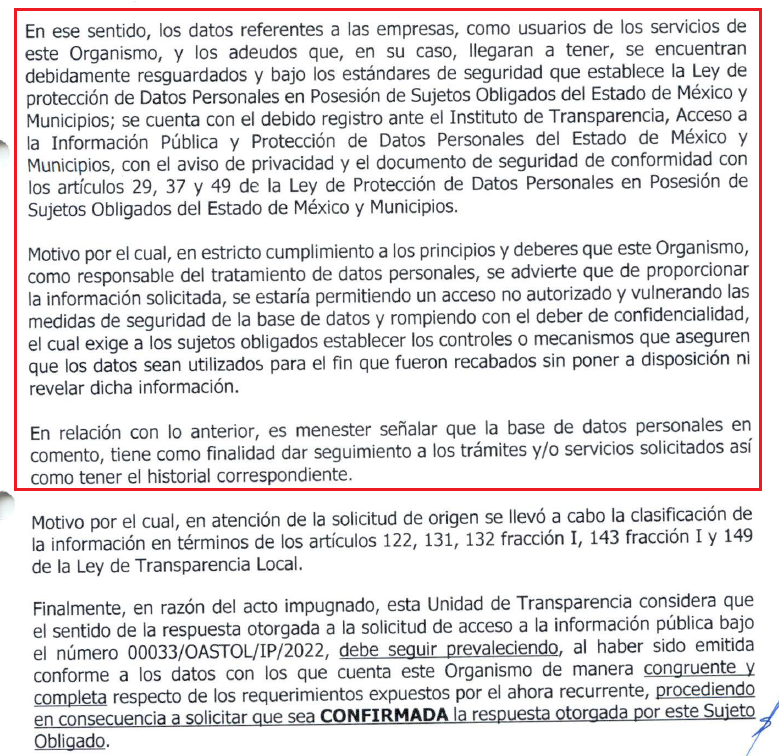 En ese sentido, los datos referentes a las empresas, como usuarios de los servicios de
este Organismo, y los adeudos que, en su caso, llegaran a tener, se encuentran
debidamente resguardados y bajo los estándares de seguridad que establece la Ley de
protección de Datos Personales en Posesión de Sujetos Obligados del Estado de México y
Municipios; se cuenta con el debido registro ante el Instituto de Transparencia, Acceso a
la Información Pública y Protección de Datos Personales del Estado de México y
Municipios, con el aviso de privacidad y el documento de seguridad de conformidad con
los artículos 29, 37 y 49 de la Ley de Protección de Datos Personales en Posesión de
Sujetos Obligados del Estado de México y Municipios.
Motivo por el cual, en estricto cumplimiento a los principios y deberes que este Organismo,
como responsable del tratamiento de datos personales, se advierte que de proporcionar
la información solicitada, se estaría permitiendo un acceso no autorizado y vulnerando las
medidas de seguridad de la base de datos y rompiendo con el deber de confidencialidad,
el cual exige a los sujetos obligados establecer los controles o mecanismos que aseguren
que los datos sean utilizados para el fin que fueron recabados sin poner a disposición ni
revelar dicha información.
En relación con lo anterior, es menester señalar que la base de datos personales en
comento, tiene como finalidad dar seguimiento a los trámites y/o servicios solicitados así
como tener el historial correspondiente.
Motivo por el cual, en atención de la solicitud de origen se llevó a cabo la clasificación de
la información en términos de los artículos 122, 131, 132 fracción I, 143 fracción I y 149
de la Ley de Transparencia Local.
Finalmente, en razón del acto impugnado, esta Unidad de Transparencia considera que
el sentido de la respuesta otorgada a la solicitud de acceso a la información pública bajo
el número 00033/OASTOL/IP/2022, debe seguir prevaleciendo, al haber sido emitida
conforme a los datos con los que cuenta este Organismo de manera congruente y
completa respecto de los requerimientos expuestos por el ahora recurrente, procediendo
en consecuencia a solicitar que sea CONFIRMADA la respuesta otorgada por este Sujeto
Obligado.